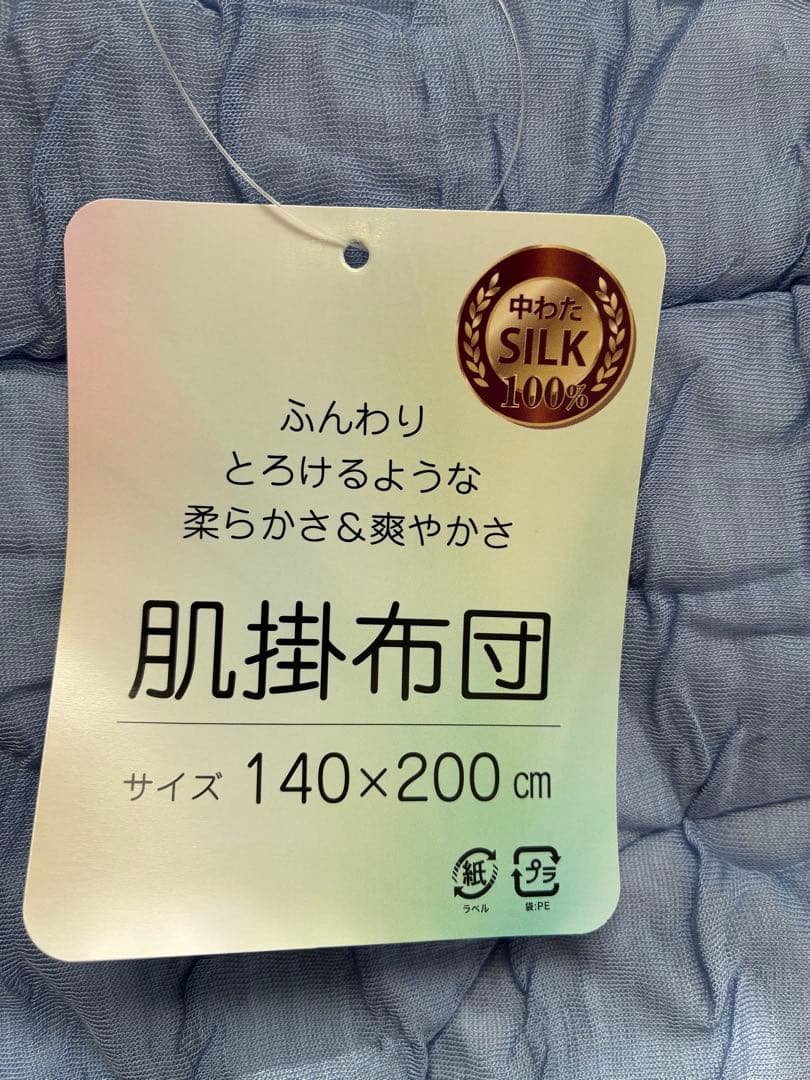 中わた
SILK
100%
ふんわり
とろけるような
柔らかさ&爽やかさ
肌掛布団
サイズ 140×200cm
紙
ラベル
プラ
袋:PE